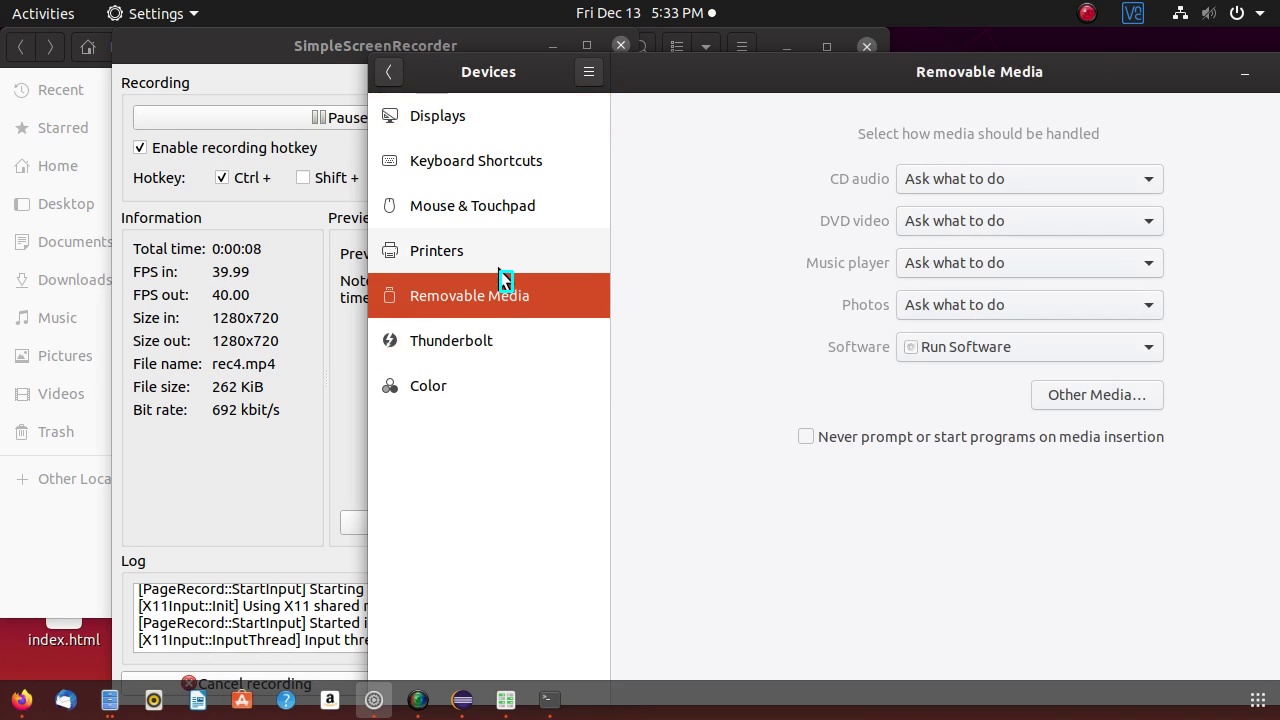 Activities
Settings
Fri Dec 13 5:33 PM
SimpleScreenRecorder
Recent
Starred
Home
Desktop
Documents
Downloads
Music
Pictures
Videos
Trash
Other Loca
index.html
Recording
Pause
Enable recording hotkey
Hotkey: Ctrl + Shift +
Information
Total time: 0:00:08
FPS in: 39.99
FPS out: 40.00
Size in: 1280x720
Size out: 1280x720
File name: rec4.mp4
File size: 262 KiB
Bit rate: 692 kbit/s
Previe
Prev
Note
time
Log
[PageRecord::StartInput] Starting
[X11Input::Init] Using X11 shared
[PageRecord::StartInput] Started i
[X11Input::InputThread] Input thre
Cancel recording
Devices
Displays
Keyboard Shortcuts
Mouse & Touchpad
Printers
Removable Media
Thunderbolt
Color
Removable Media
Select how media should be handled
CD audio Ask what to do
DVD video Ask what to do
Music player Ask what to do
Photos Ask what to do
Software Run Software
Other Media…
Never prompt or start programs on media insertion